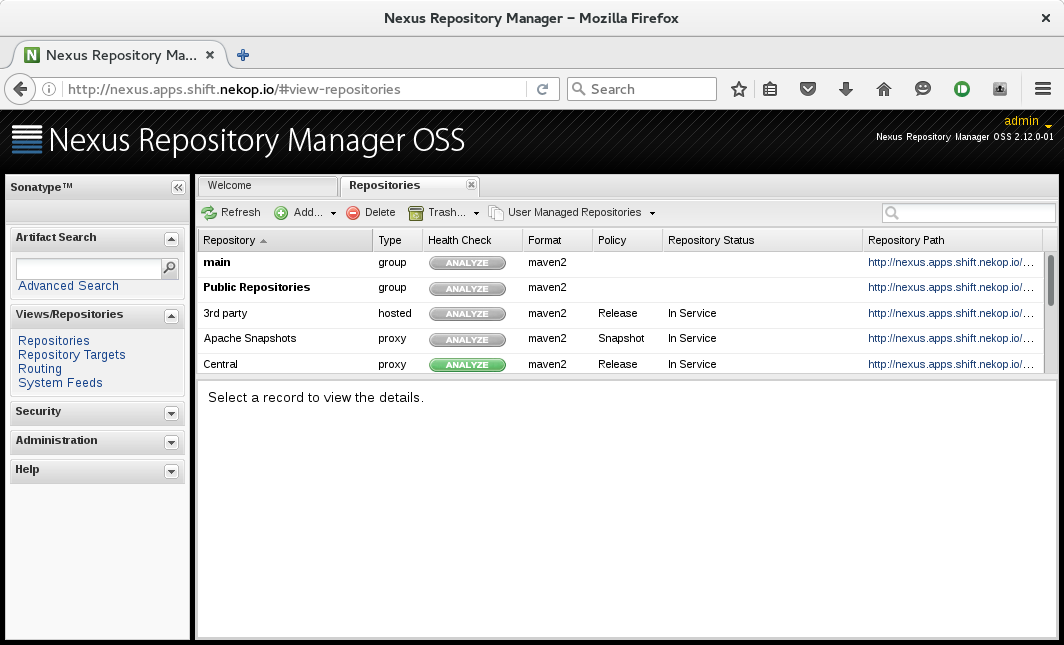 Nexus Repository Manager – Mozilla Firefox
Nexus Repository Ma...
http://nexus.apps.shift.nekop.io/#view-repositories
Search
Nexus Repository Manager OSS
admin
Nexus Repository Manager OSS 2.12.0-01
Sonatype™
Artifact Search
Advanced Search
Views/Repositories
Repositories
Repository Targets
Routing
System Feeds
Security
Administration
Help
Welcome
Repositories
Refresh Add... Delete Trash... User Managed Repositories
Repository Type Health Check Format Policy Repository Status Repository Path
main group ANALYZE maven2 http://nexus.apps.shift.nekop.io/...
Public Repositories group ANALYZE maven2 http://nexus.apps.shift.nekop.io/...
3rd party hosted ANALYZE maven2 Release In Service http://nexus.apps.shift.nekop.io/...
Apache Snapshots proxy ANALYZE maven2 Snapshot In Service http://nexus.apps.shift.nekop.io/...
Central proxy ANALYZE maven2 Release In Service http://nexus.apps.shift.nekop.io/...
Select a record to view the details.